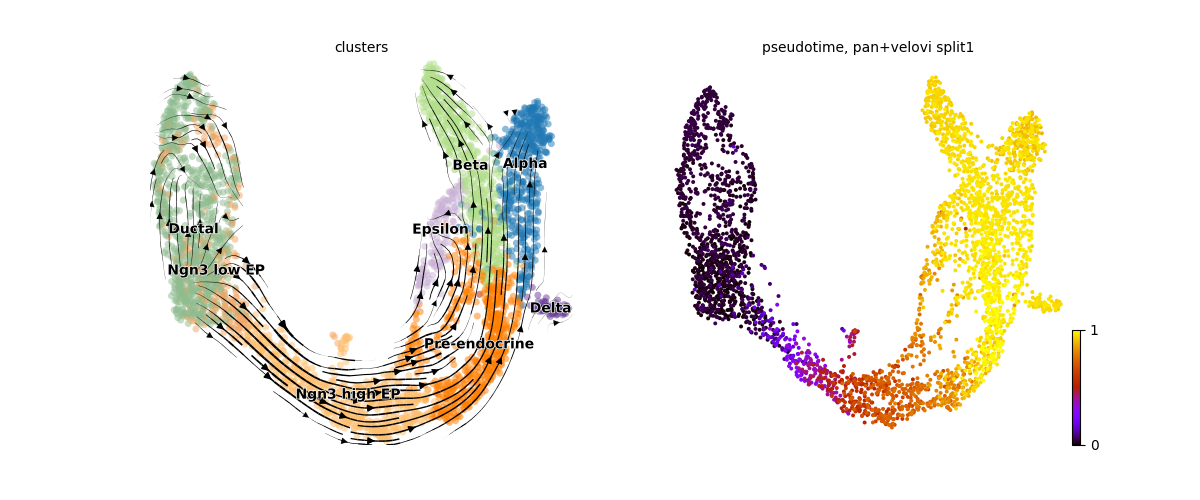 clusters
pseudotime, pan+velovi split1
Beta
Alpha
Ductal
Epsilon
Ngn3 low EP
Delta
Pre-endocrine
Ngn3 high EP
1
0